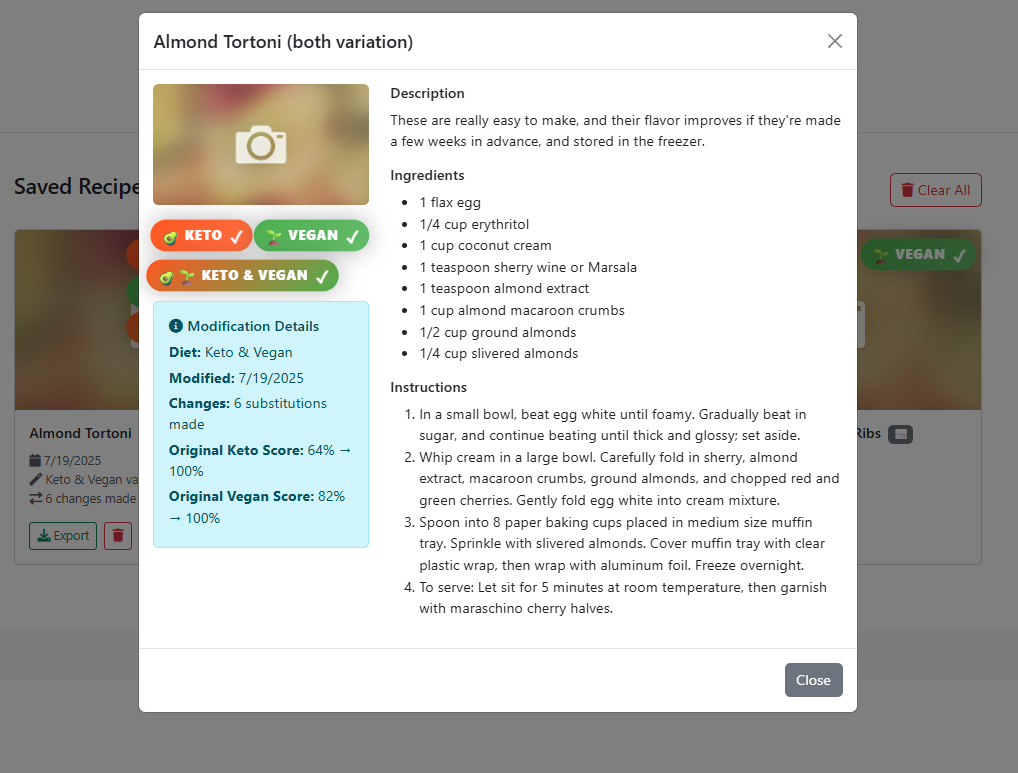 Almond Tortoni (both variation)
Description
These are really easy to make, and their flavor improves if they're made
a few weeks in advance, and stored in the freezer.
Ingredients
• 1 flax egg
• 1/4 cup erythritol
• 1 cup coconut cream
• 1 teaspoon sherry wine or Marsala
• 1 teaspoon almond extract
• 1 cup almond macaroon crumbs
• 1/2 cup ground almonds
• 1/4 cup slivered almonds
Instructions
1. In a small bowl, beat egg white until foamy. Gradually beat in
sugar, and continue beating until thick and glossy; set aside.
2. Whip cream in a large bowl. Carefully fold in sherry, almond
extract, macaroon crumbs, ground almonds, and chopped red and
green cherries. Gently fold egg white into cream mixture.
3. Spoon into 8 paper baking cups placed in medium size muffin
tray. Sprinkle with slivered almonds. Cover muffin tray with clear
plastic wrap, then wrap with aluminum foil. Freeze overnight.
4. To serve: Let sit for 5 minutes at room temperature, then garnish
with maraschino cherry halves.
KETO ✓
VEGAN ✓
KETO & VEGAN ✓
Modification Details
Diet: Keto & Vegan
Modified: 7/19/2025
Changes: 6 substitutions
made
Original Keto Score: 64% →
100%
Original Vegan Score: 82%
→ 100%
Close
Saved Recipe
Clear All
Almond Tortoni
7/19/2025
Keto & Vegan va
6 changes made
Export
VEGAN ✓
Ribs